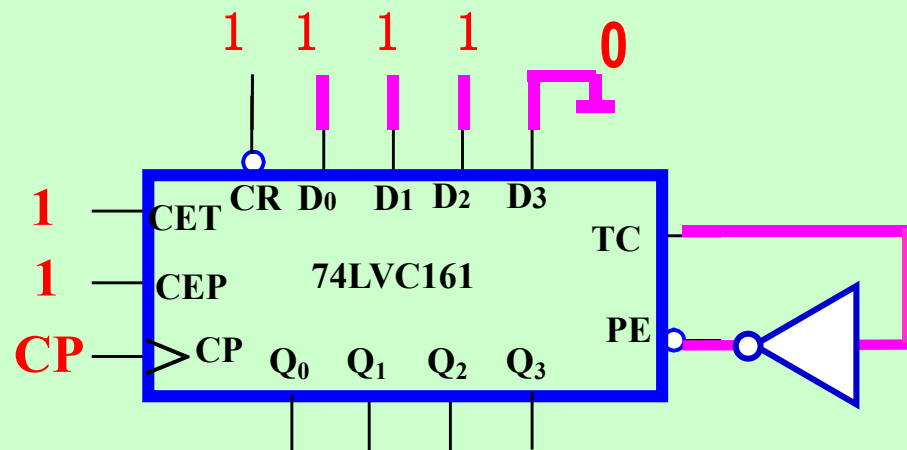 1 1 1 1 0
CR D0 D1 D2 D3
1 CET
TC
1 CEP 74LVC161
PE
CP CP
Q0 Q1 Q2 Q3